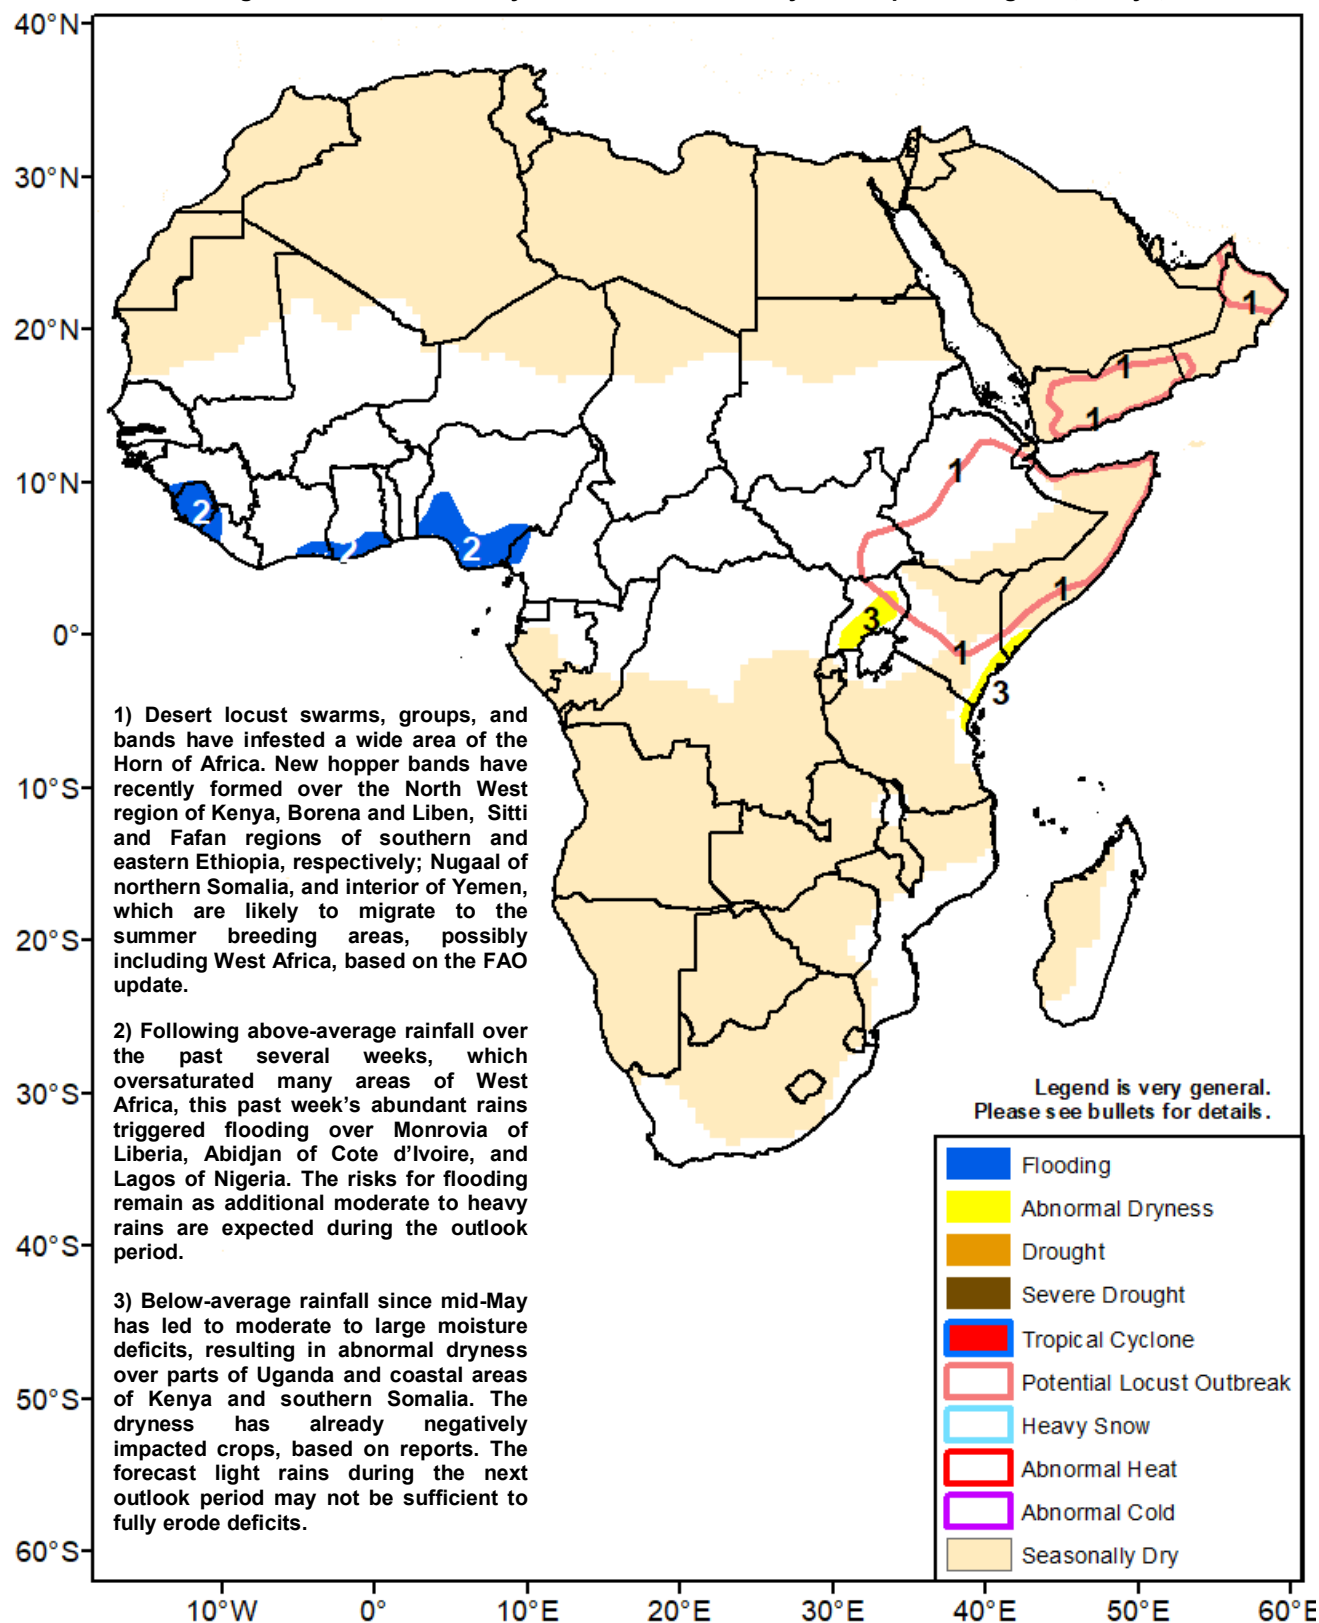 40°N
30°N
20°N
10°N
0°
10°S
20°S
30°S
40°S
50°S
60°S
1
1
1
1
1
1
2
2
2
3
3
1) Desert locust swarms, groups, and
bands have infested a wide area of the
Horn of Africa. New hopper bands have
recently formed over the North West
region of Kenya, Borena and Liben, Sitti
and Fafan regions of southern and
eastern Ethiopia, respectively; Nugaal of
northern Somalia, and interior of Yemen,
which are likely to migrate to the
summer breeding areas, possibly
including West Africa, based on the FAO
update.
2) Following above-average rainfall over
the past several weeks, which
oversaturated many areas of West
Africa, this past week's abundant rains
triggered flooding over Monrovia of
Liberia, Abidjan of Cote d'Ivoire, and
Lagos of Nigeria. The risks for flooding
remain as additional moderate to heavy
rains are expected during the outlook
period.
3) Below-average rainfall since mid-May
has led to moderate to large moisture
deficits, resulting in abnormal dryness
over parts of Uganda and coastal areas
of Kenya and southern Somalia. The
dryness has already negatively
impacted crops, based on reports. The
forecast light rains during the next
outlook period may not be sufficient to
fully erode deficits.
Legend is very general.
Please see bullets for details.
Flooding
Abnormal Dryness
Drought
Severe Drought
Tropical Cyclone
Potential Locust Outbreak
Heavy Snow
Abnormal Heat
Abnormal Cold
Seasonally Dry
10°W 0° 10°E 20°E 30°E 40°E 50°E 60°E